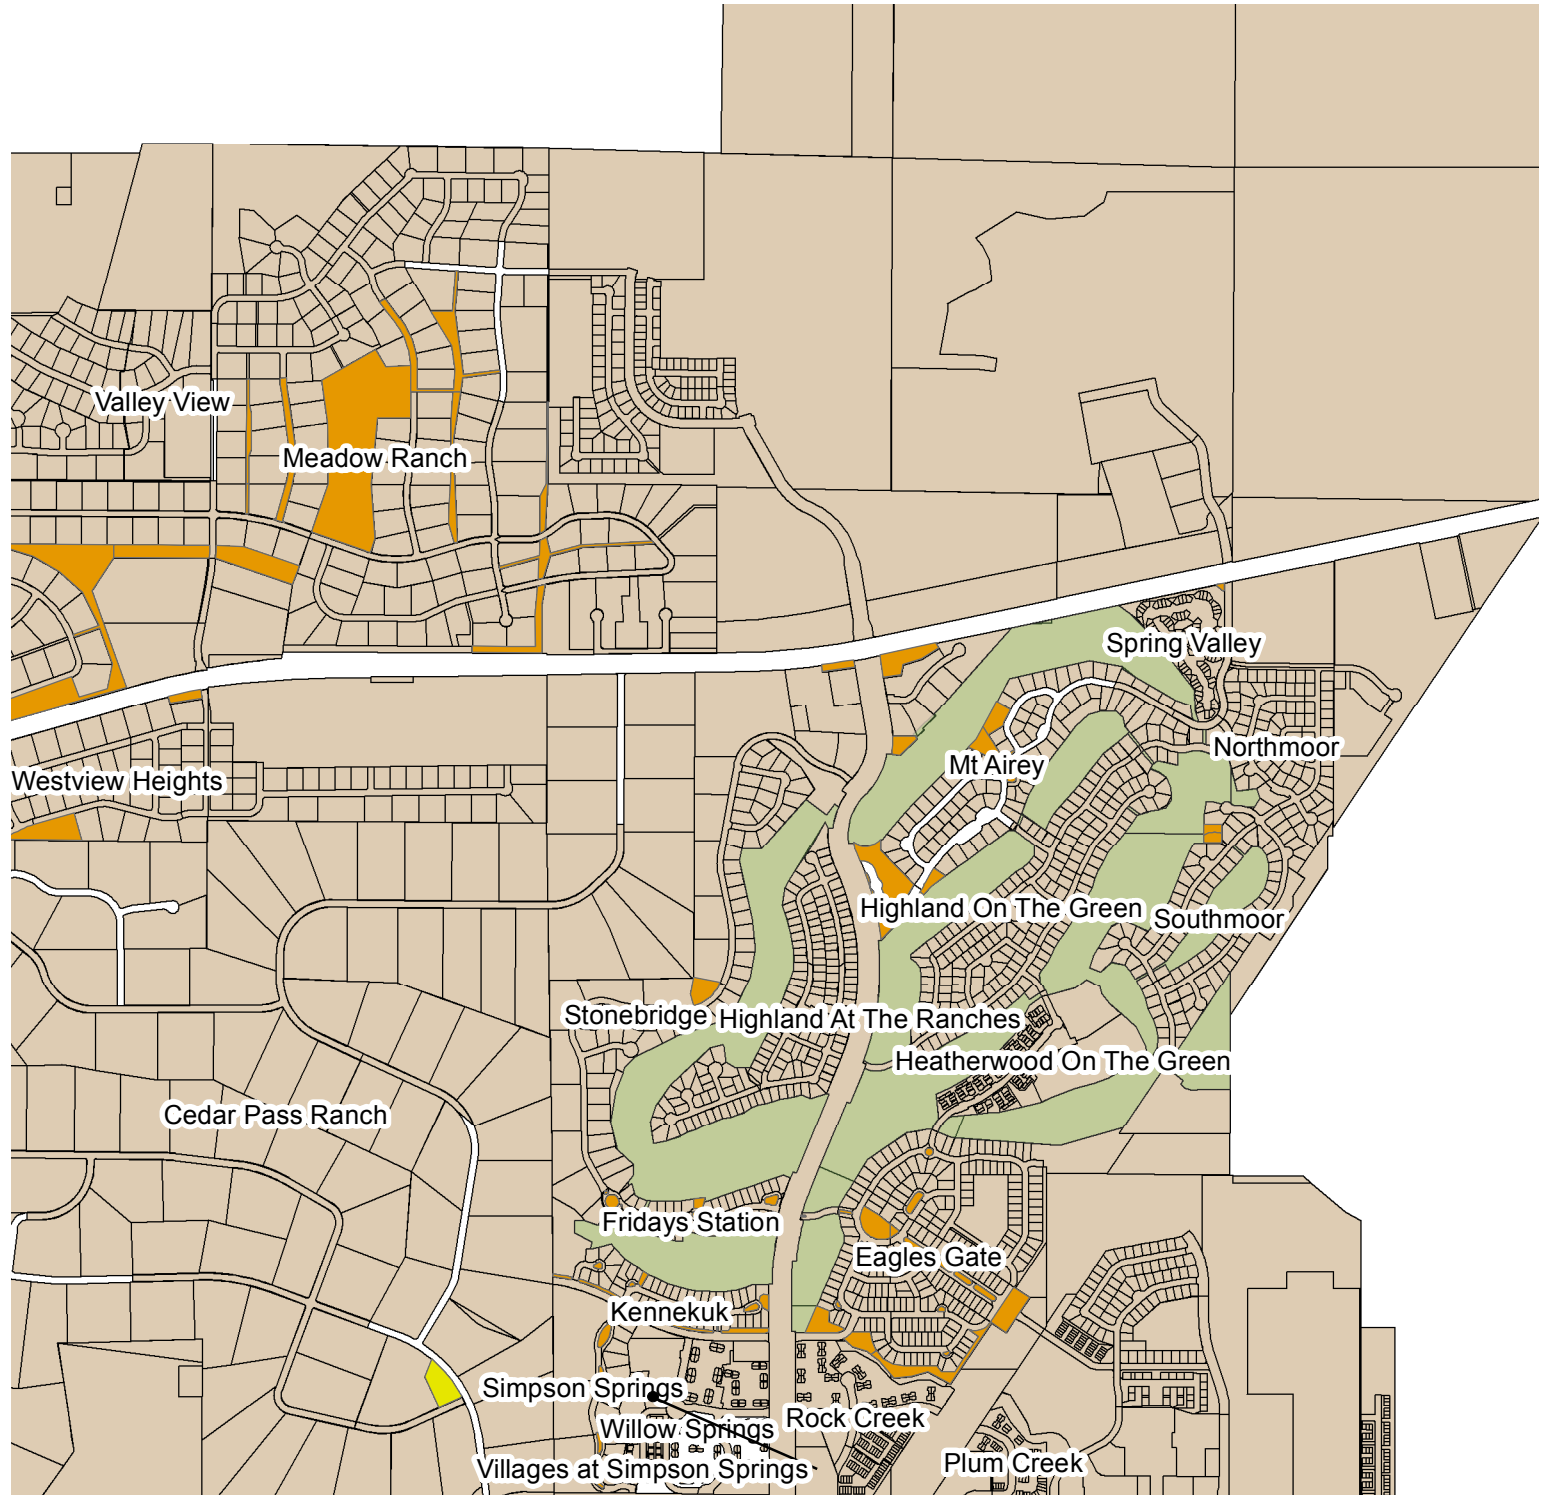 Valley View
Meadow Ranch
Spring Valley
Northmoor
Mt Airey
Westview Heights
Highland On The Green
Southmoor
Stonebridge
Highland At The Ranches
Heatherwood On The Green
Cedar Pass Ranch
Fridays Station
Eagles Gate
Kennekuk
Simpson Springs
Rock Creek
Willow Springs
Plum Creek
Villages at Simpson Springs